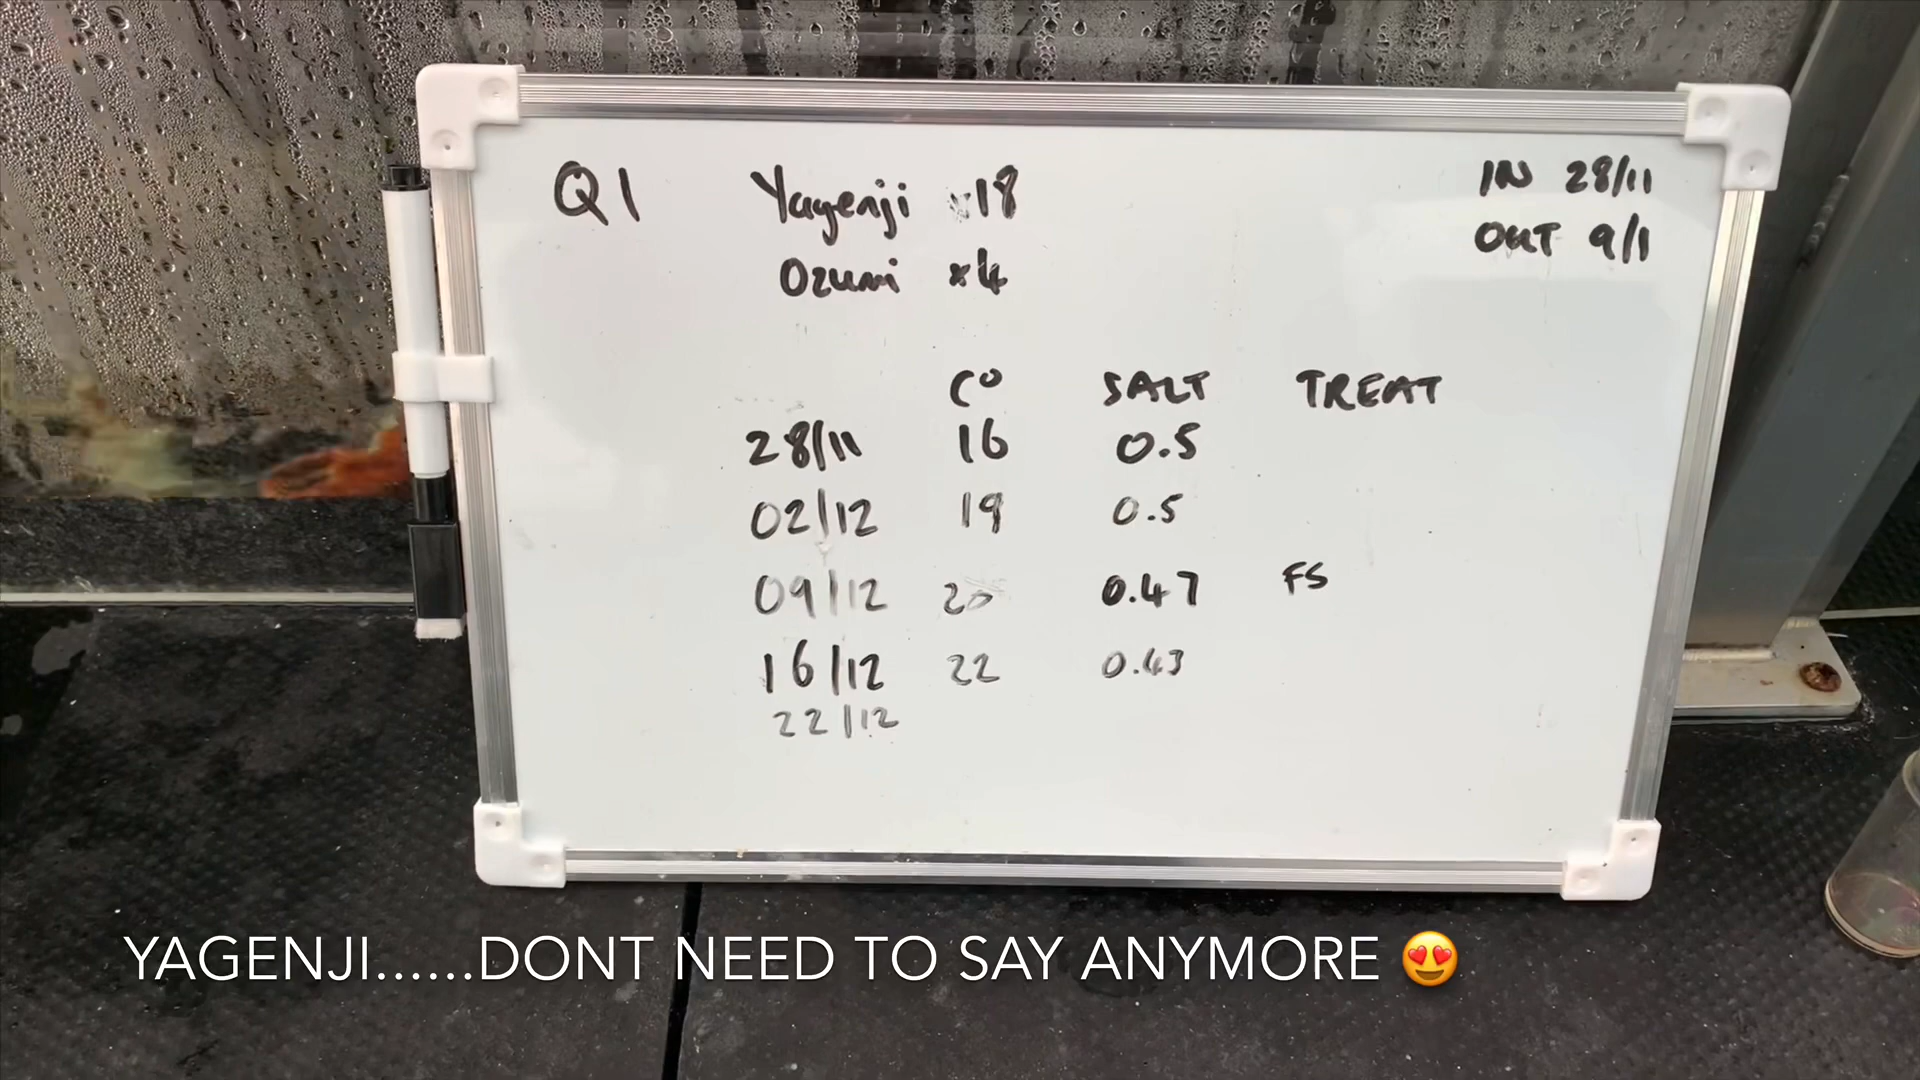 Q1 Yagenji x18
Ozumi x4
IN 28/11
OUT 9/1
C° SALT TREAT
28/11 16 0.5
02/12 19 0.5
09/12 20 0.47 FS
16/12 22 0.43
22/12
YAGENJI......DONT NEED TO SAY ANYMORE 😍